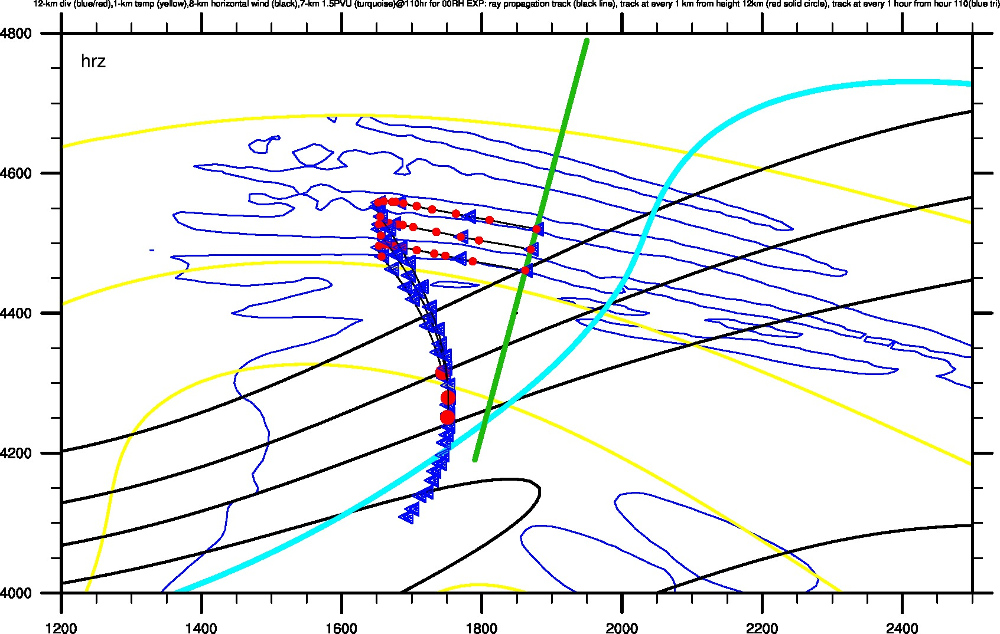 12-km div (blue/red),1-km temp (yellow),8-km horizontal wind (black),7-km 1.5PVU (turquoise)@110hr for 00RH EXP: ray propagation track (black line), track at every 1 km from height 12km (red solid circle), track at every 1 hour from hour 110(blue tri)
4800
hrz
4600
4400
4200
4000
1200 1400 1600 1800 2000 2200 2400